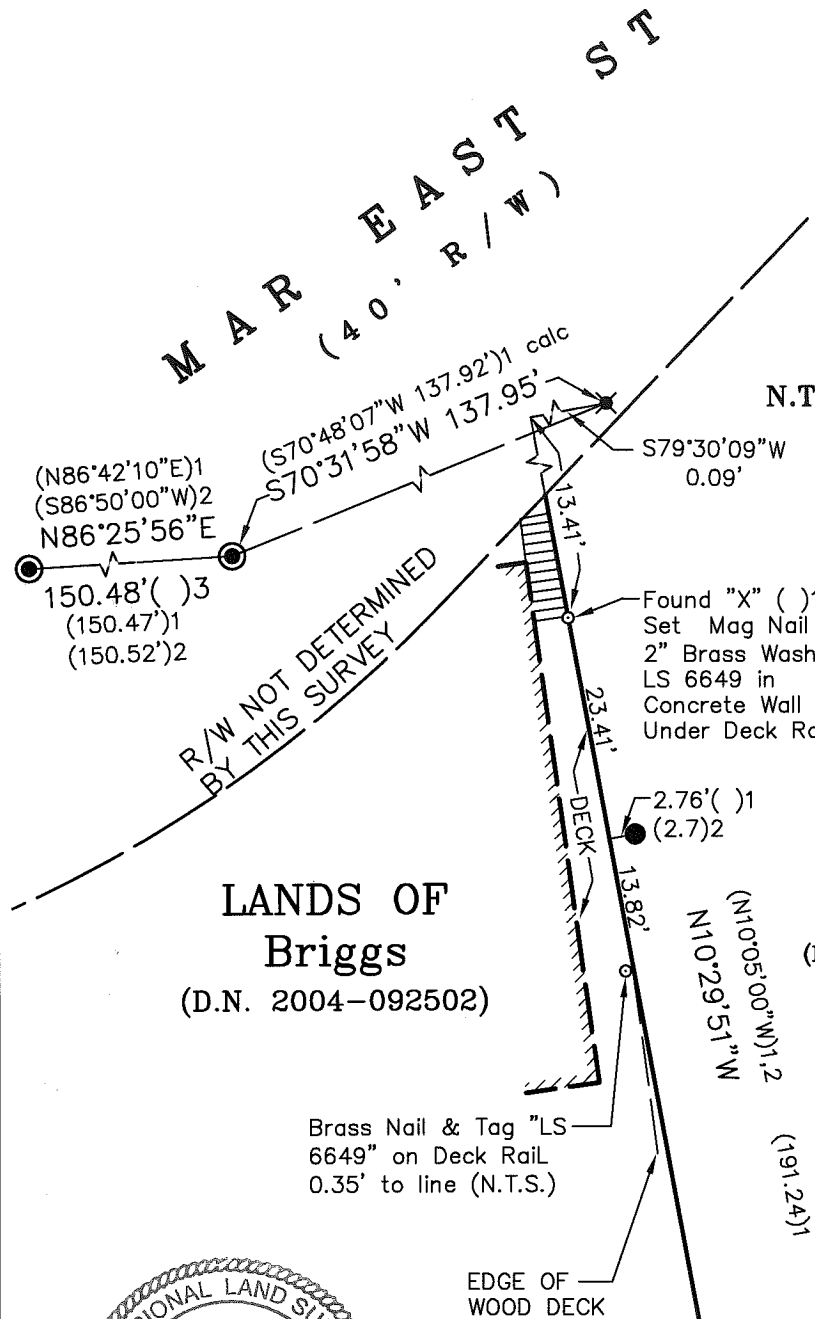 MAR EAST ST
(40' R/W)
(S70°48'07"W 137.92')1 calc
S70°31'58"W 137.95'
N.T
S79°30'09"W
0.09'
(N86°42'10"E)1
(S86°50'00"W)2
N86°25'56"E
150.48'( )3
(150.47')1
(150.52')2
13.41'
R/W NOT DETERMINED
BY THIS SURVEY
Found "X" ( )1
Set Mag Nail
2" Brass Wash
LS 6649 in
Concrete Wall
Under Deck Ra
23.41'
DECK
2.76'( )1
(2.7)2
13.82'
LANDS OF
Briggs
(D.N. 2004-092502)
(N10°05'00"W)1,2
N10°29'51"W
(191.24)1
Brass Nail & Tag "LS
6649" on Deck RaiL
0.35' to line (N.T.S.)
EDGE OF
WOOD DECK
IONAL LAND SU